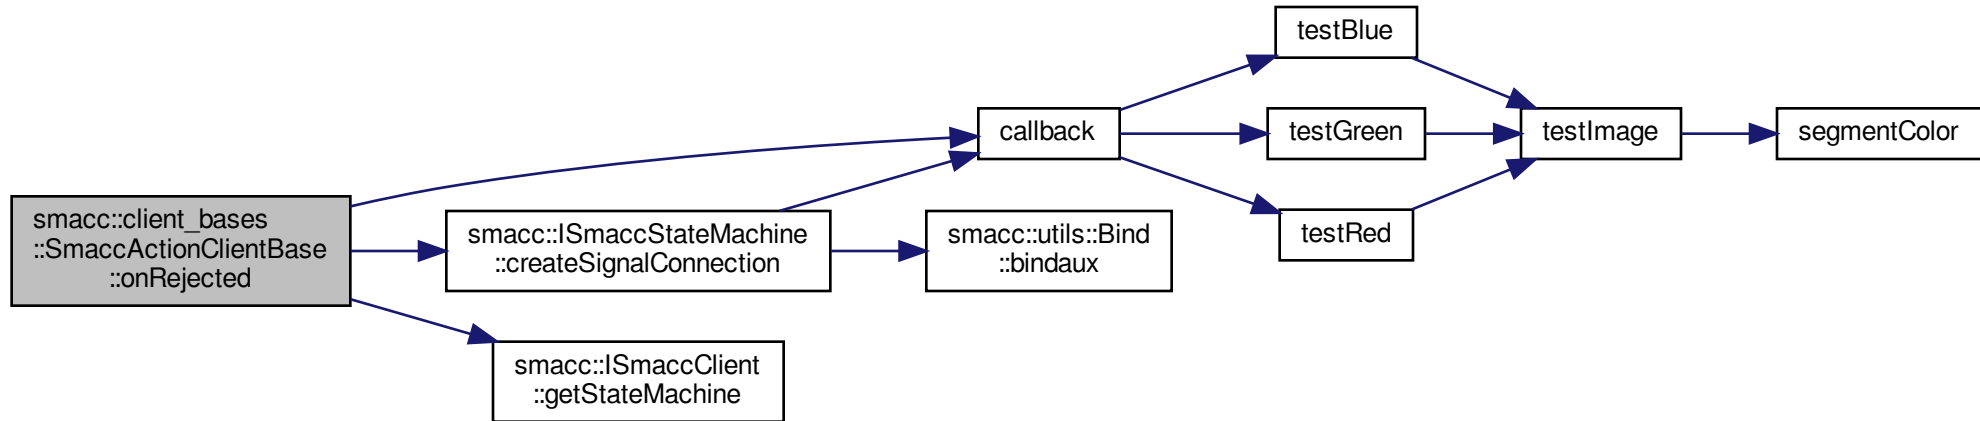 smacc::client_bases
::SmaccActionClientBase
::onRejected
smacc::ISmaccStateMachine
::createSignalConnection
smacc::ISmaccClient
::getStateMachine
callback
smacc::utils::Bind
::bindaux
testBlue
testGreen
testRed
testImage
segmentColor